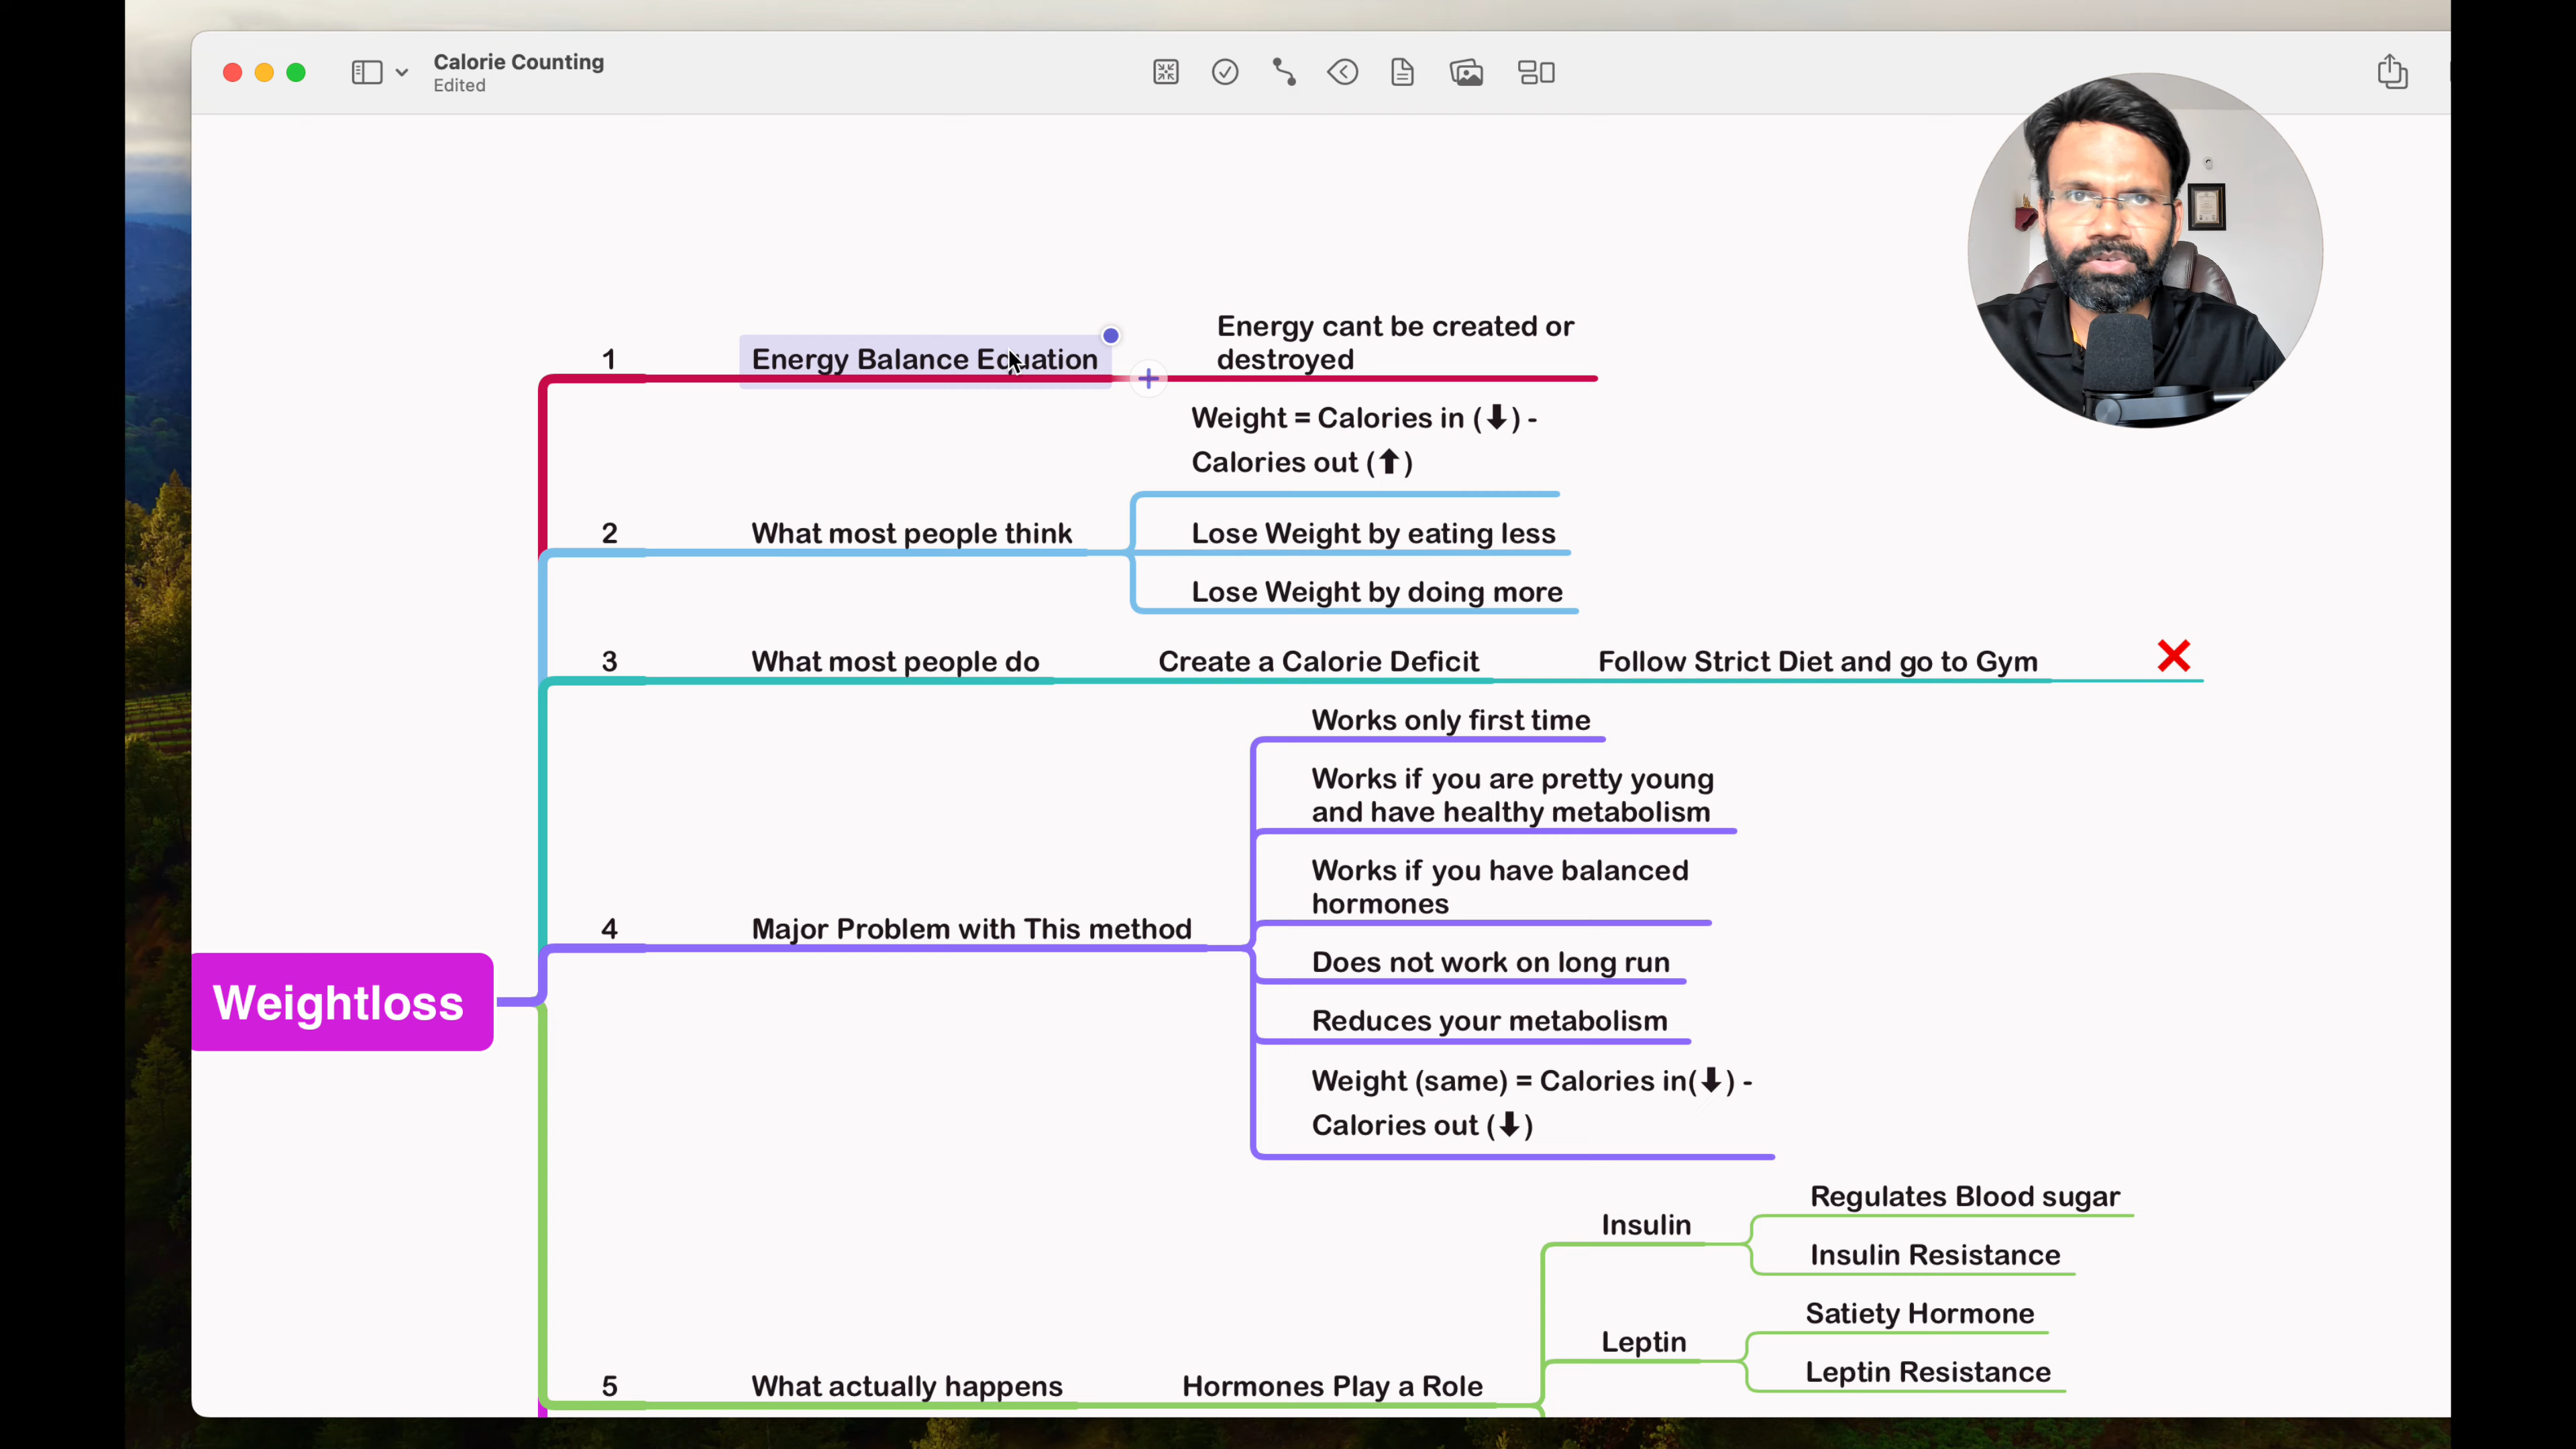 Calorie Counting
Edited
1
Energy Balance Equation
Energy cant be created or
destroyed
Weight = Calories in (⬇) -
Calories out (⬆)
2
What most people think
Lose Weight by eating less
Lose Weight by doing more
3
What most people do
Create a Calorie Deficit
Follow Strict Diet and go to Gym
❌
Works only first time
Works if you are pretty young
and have healthy metabolism
Works if you have balanced
hormones
4
Major Problem with This method
Does not work on long run
Weightloss
Reduces your metabolism
Weight (same) = Calories in(⬇) -
Calories out (⬇)
Insulin
Regulates Blood sugar
Insulin Resistance
Leptin
Satiety Hormone
Leptin Resistance
5
What actually happens
Hormones Play a Role